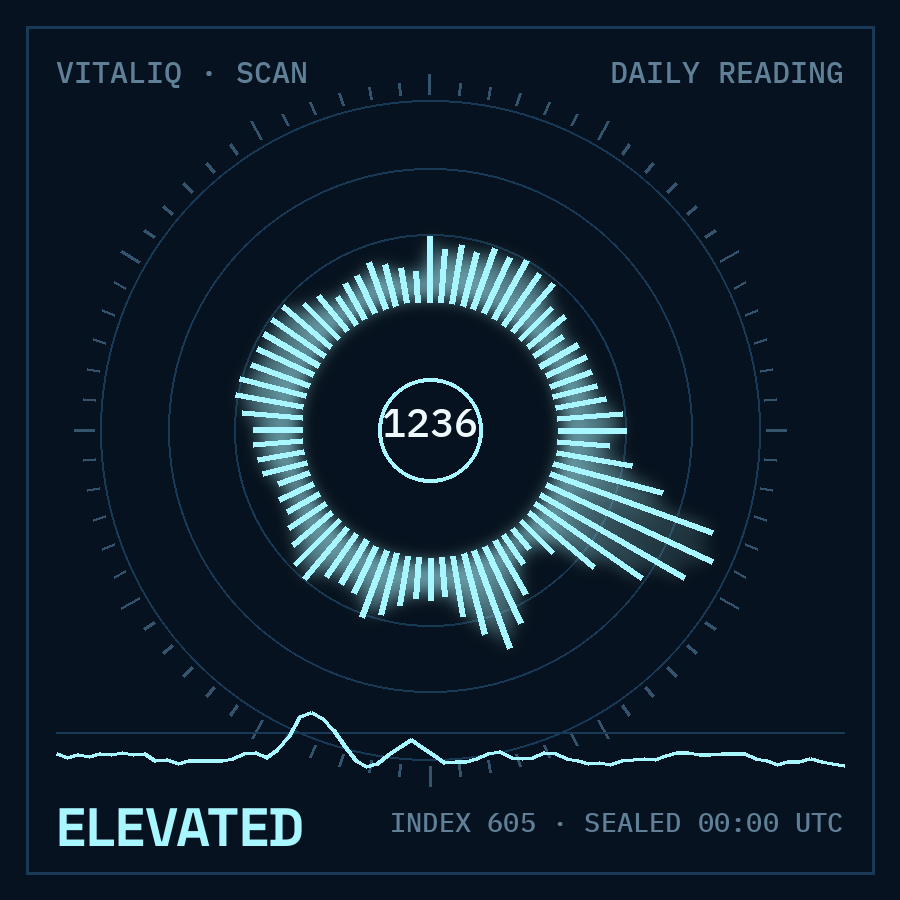 VITALIQ · SCAN
DAILY READING
1236
ELEVATED
INDEX 605 · SEALED 00:00 UTC